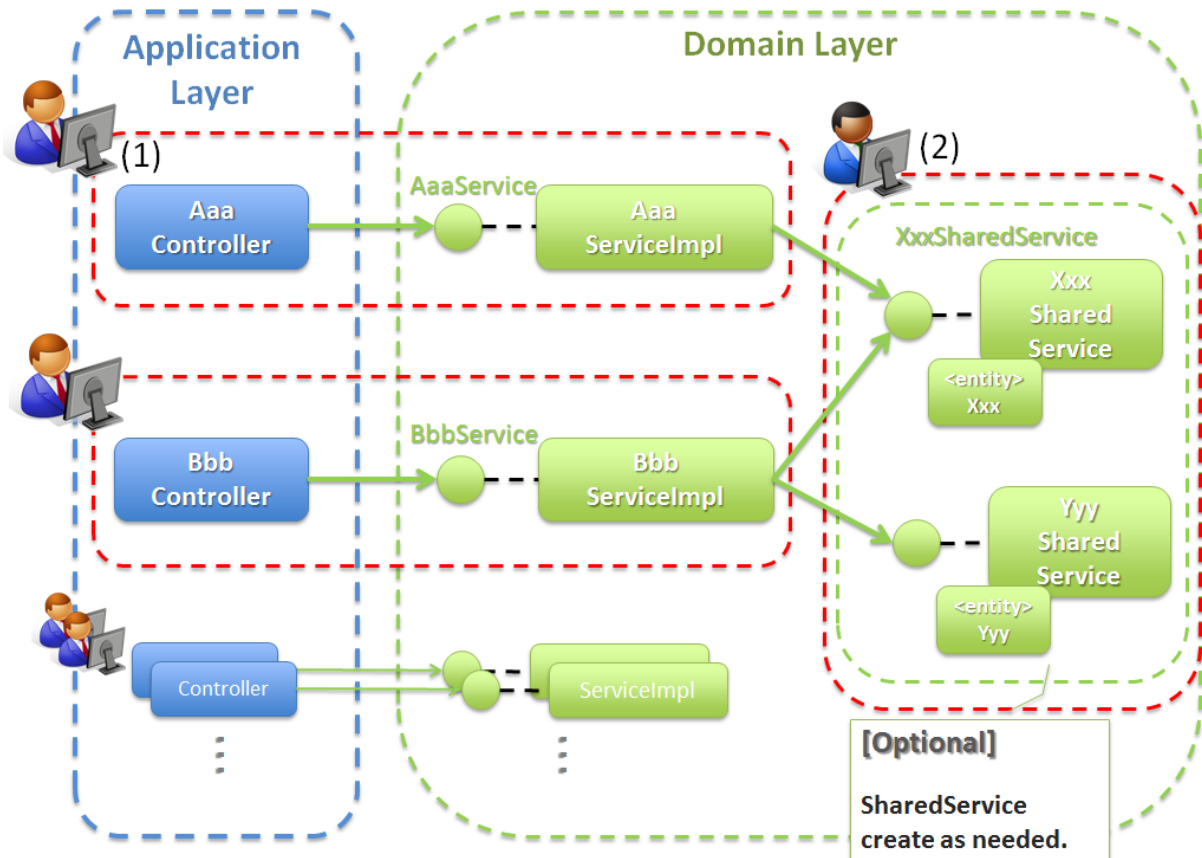 Application
Layer
Domain Layer
(1)
(2)
Aaa
Controller
AaaService
Aaa
ServiceImpl
XxxSharedService
Xxx
Shared
Service
<entity>
Xxx
Bbb
Controller
BbbService
Bbb
ServiceImpl
Yyy
Shared
Service
<entity>
Yyy
Controller
ServiceImpl
[Optional]
SharedService
create as needed.